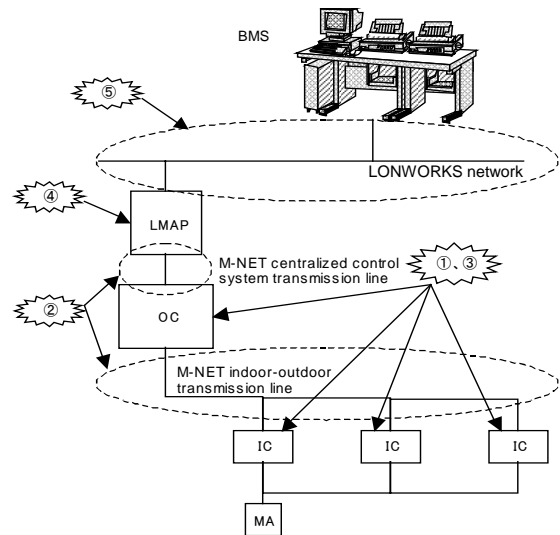 BMS
⑤
LONWORKS network
④
LMAP
①、③
M-NET centralized control
system transmission line
②
OC
M-NET indoor-outdoor
transmission line
IC
IC
IC
MA